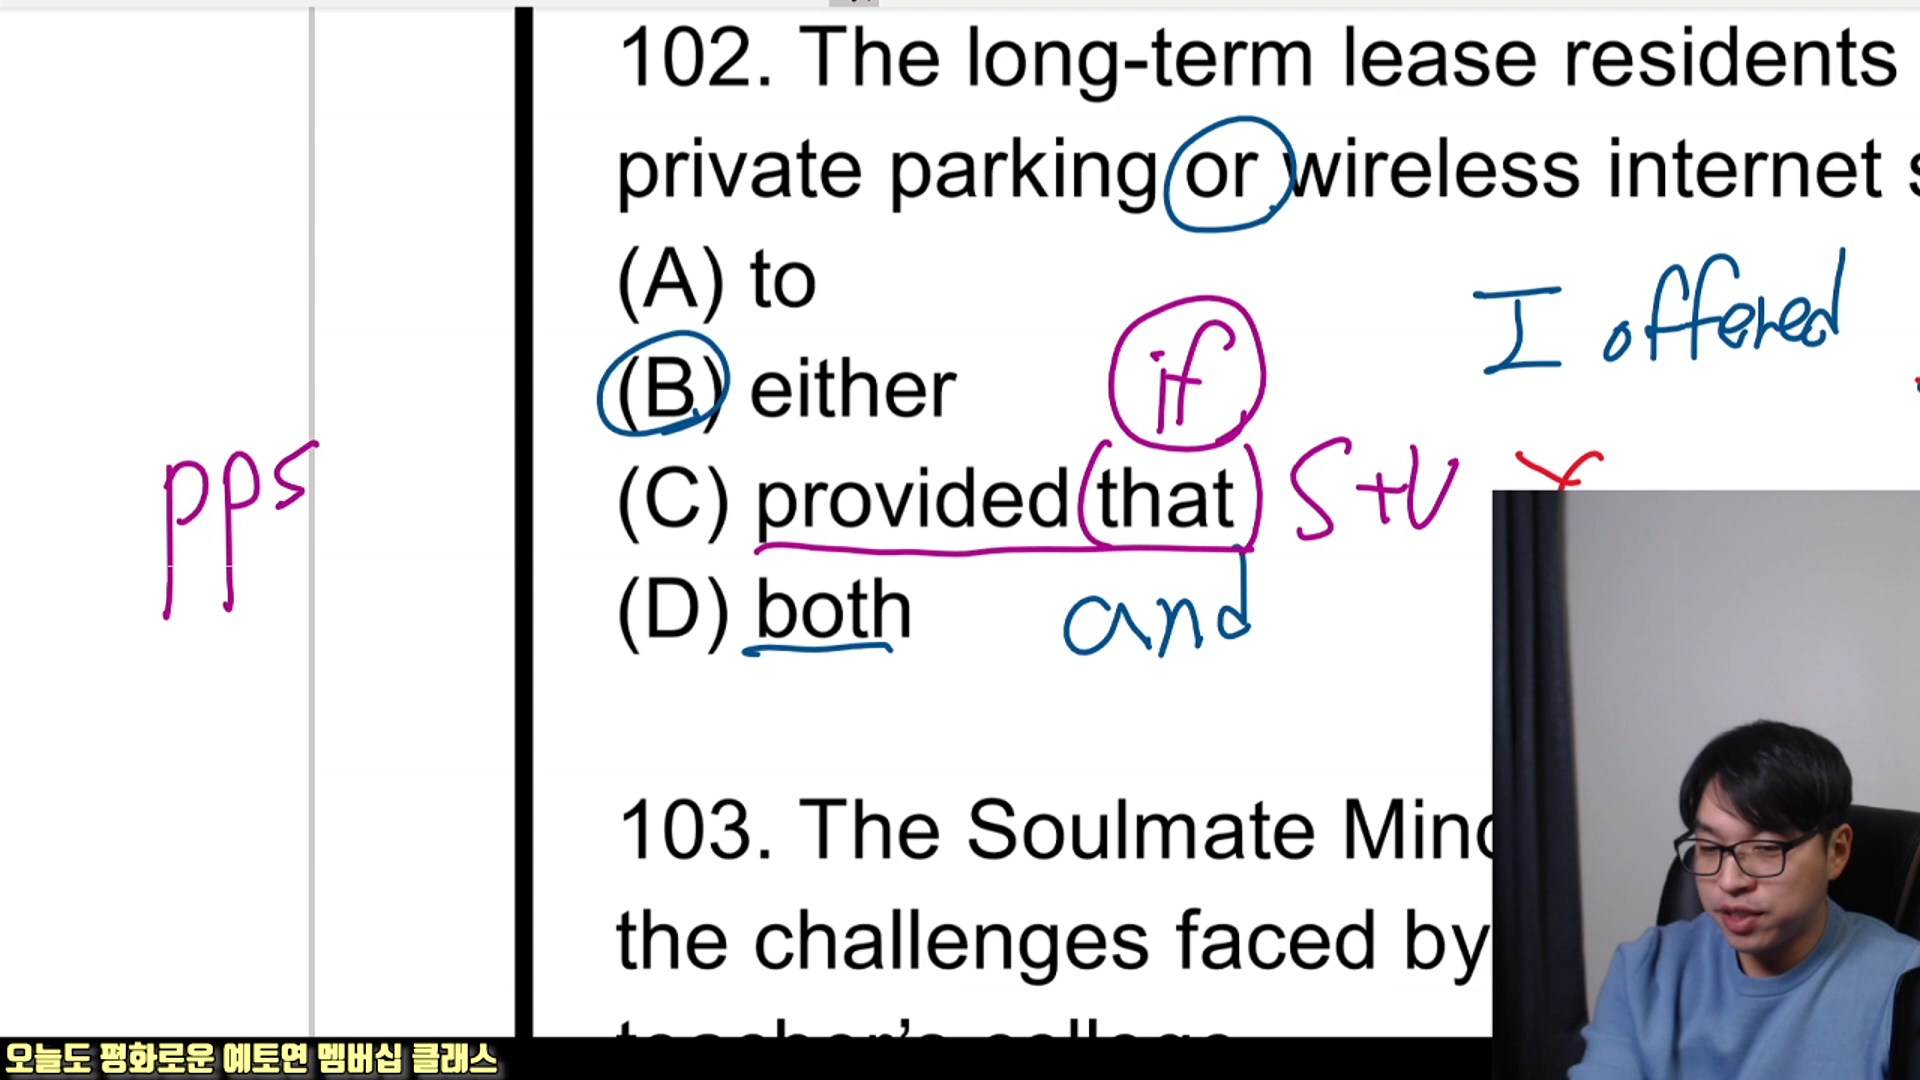 102. The long-term lease residents
private parking or wireless internet
(A) to
I offered
(B) either
if
pps
(C) provided that S+V
(D) both and
103. The Soulmate
the challenges faced by
teacher's college
오늘도 평화로운 예토연 멤버십 클래스